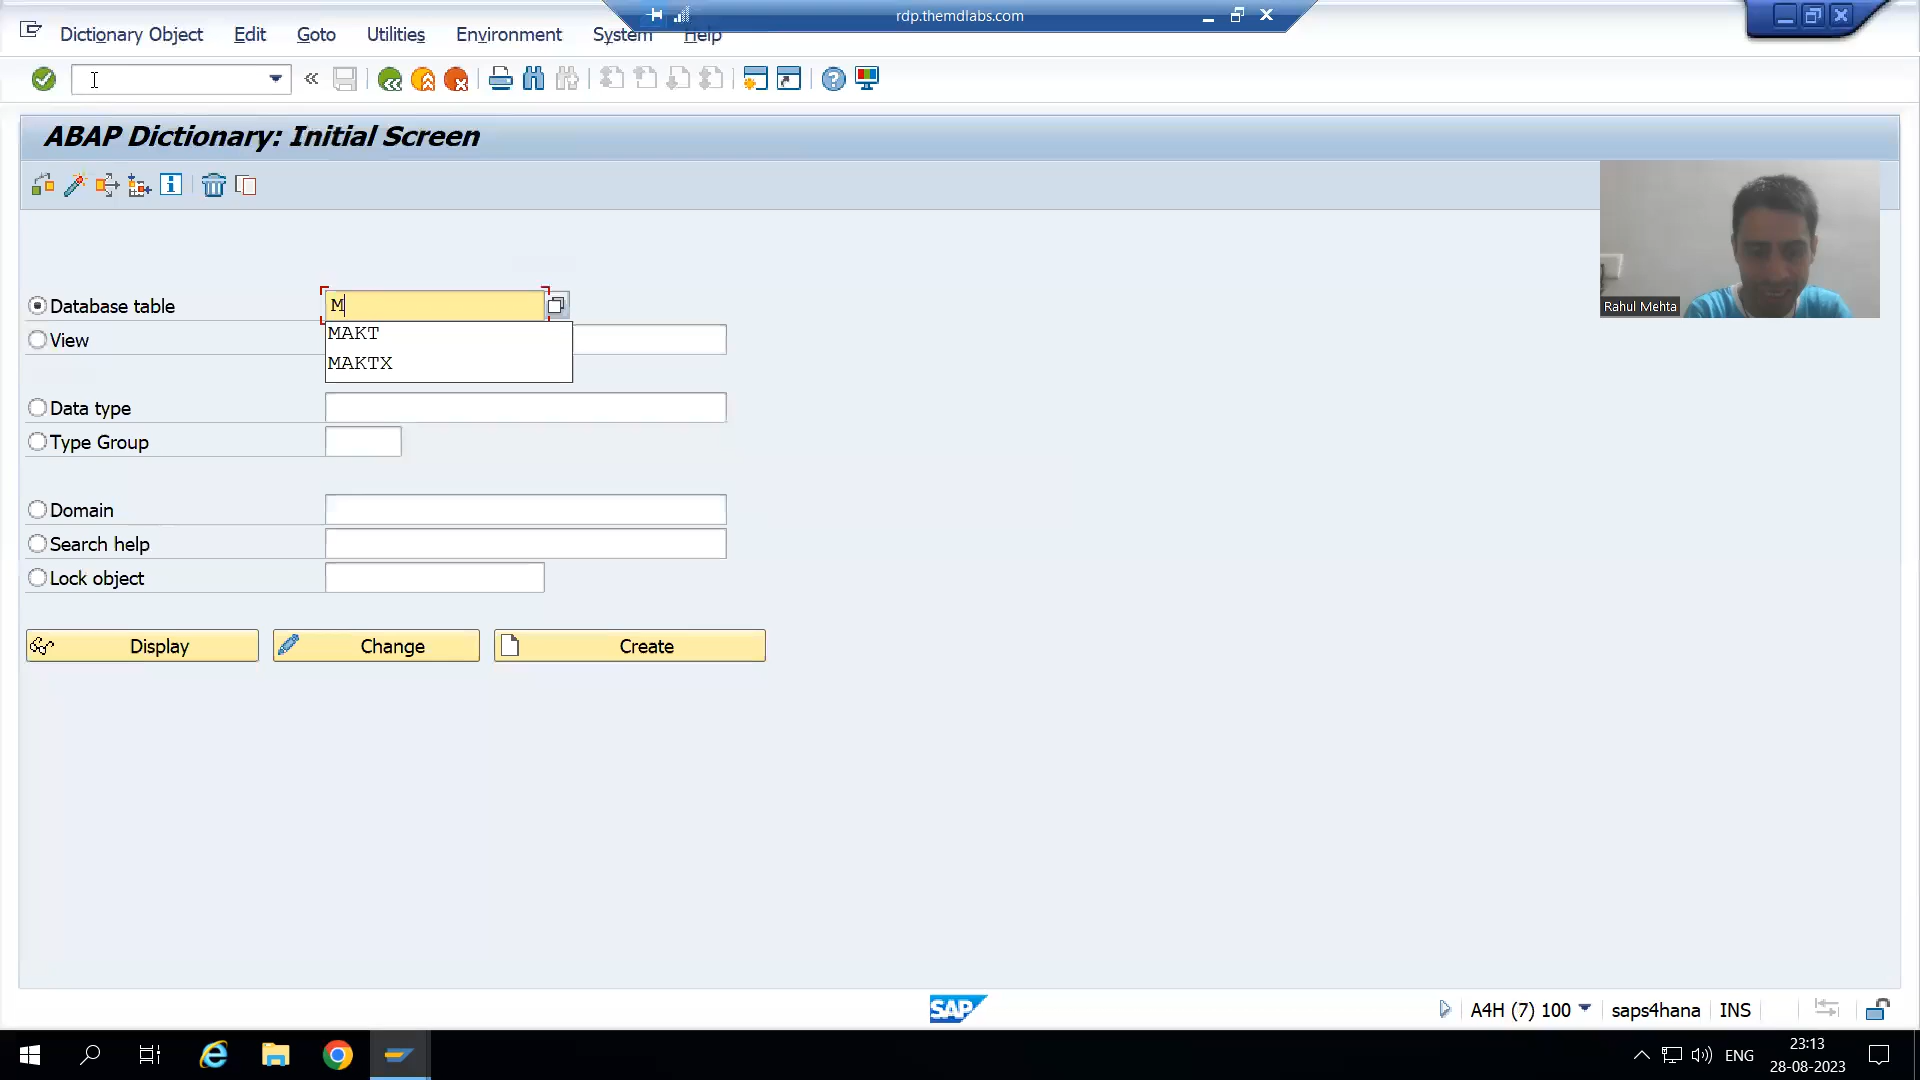 rdp.themdlabs.com
Dictionary Object Edit Goto Utilities Environment System Help
ABAP Dictionary: Initial Screen
Rahul Mehta
Database table M
MAKT
View
MAKTX
Data type
Type Group
Domain
Search help
Lock object
Display Change Create
SAP
A4H (7) 100 saps4hana INS
ENG
23:13
28-08-2023